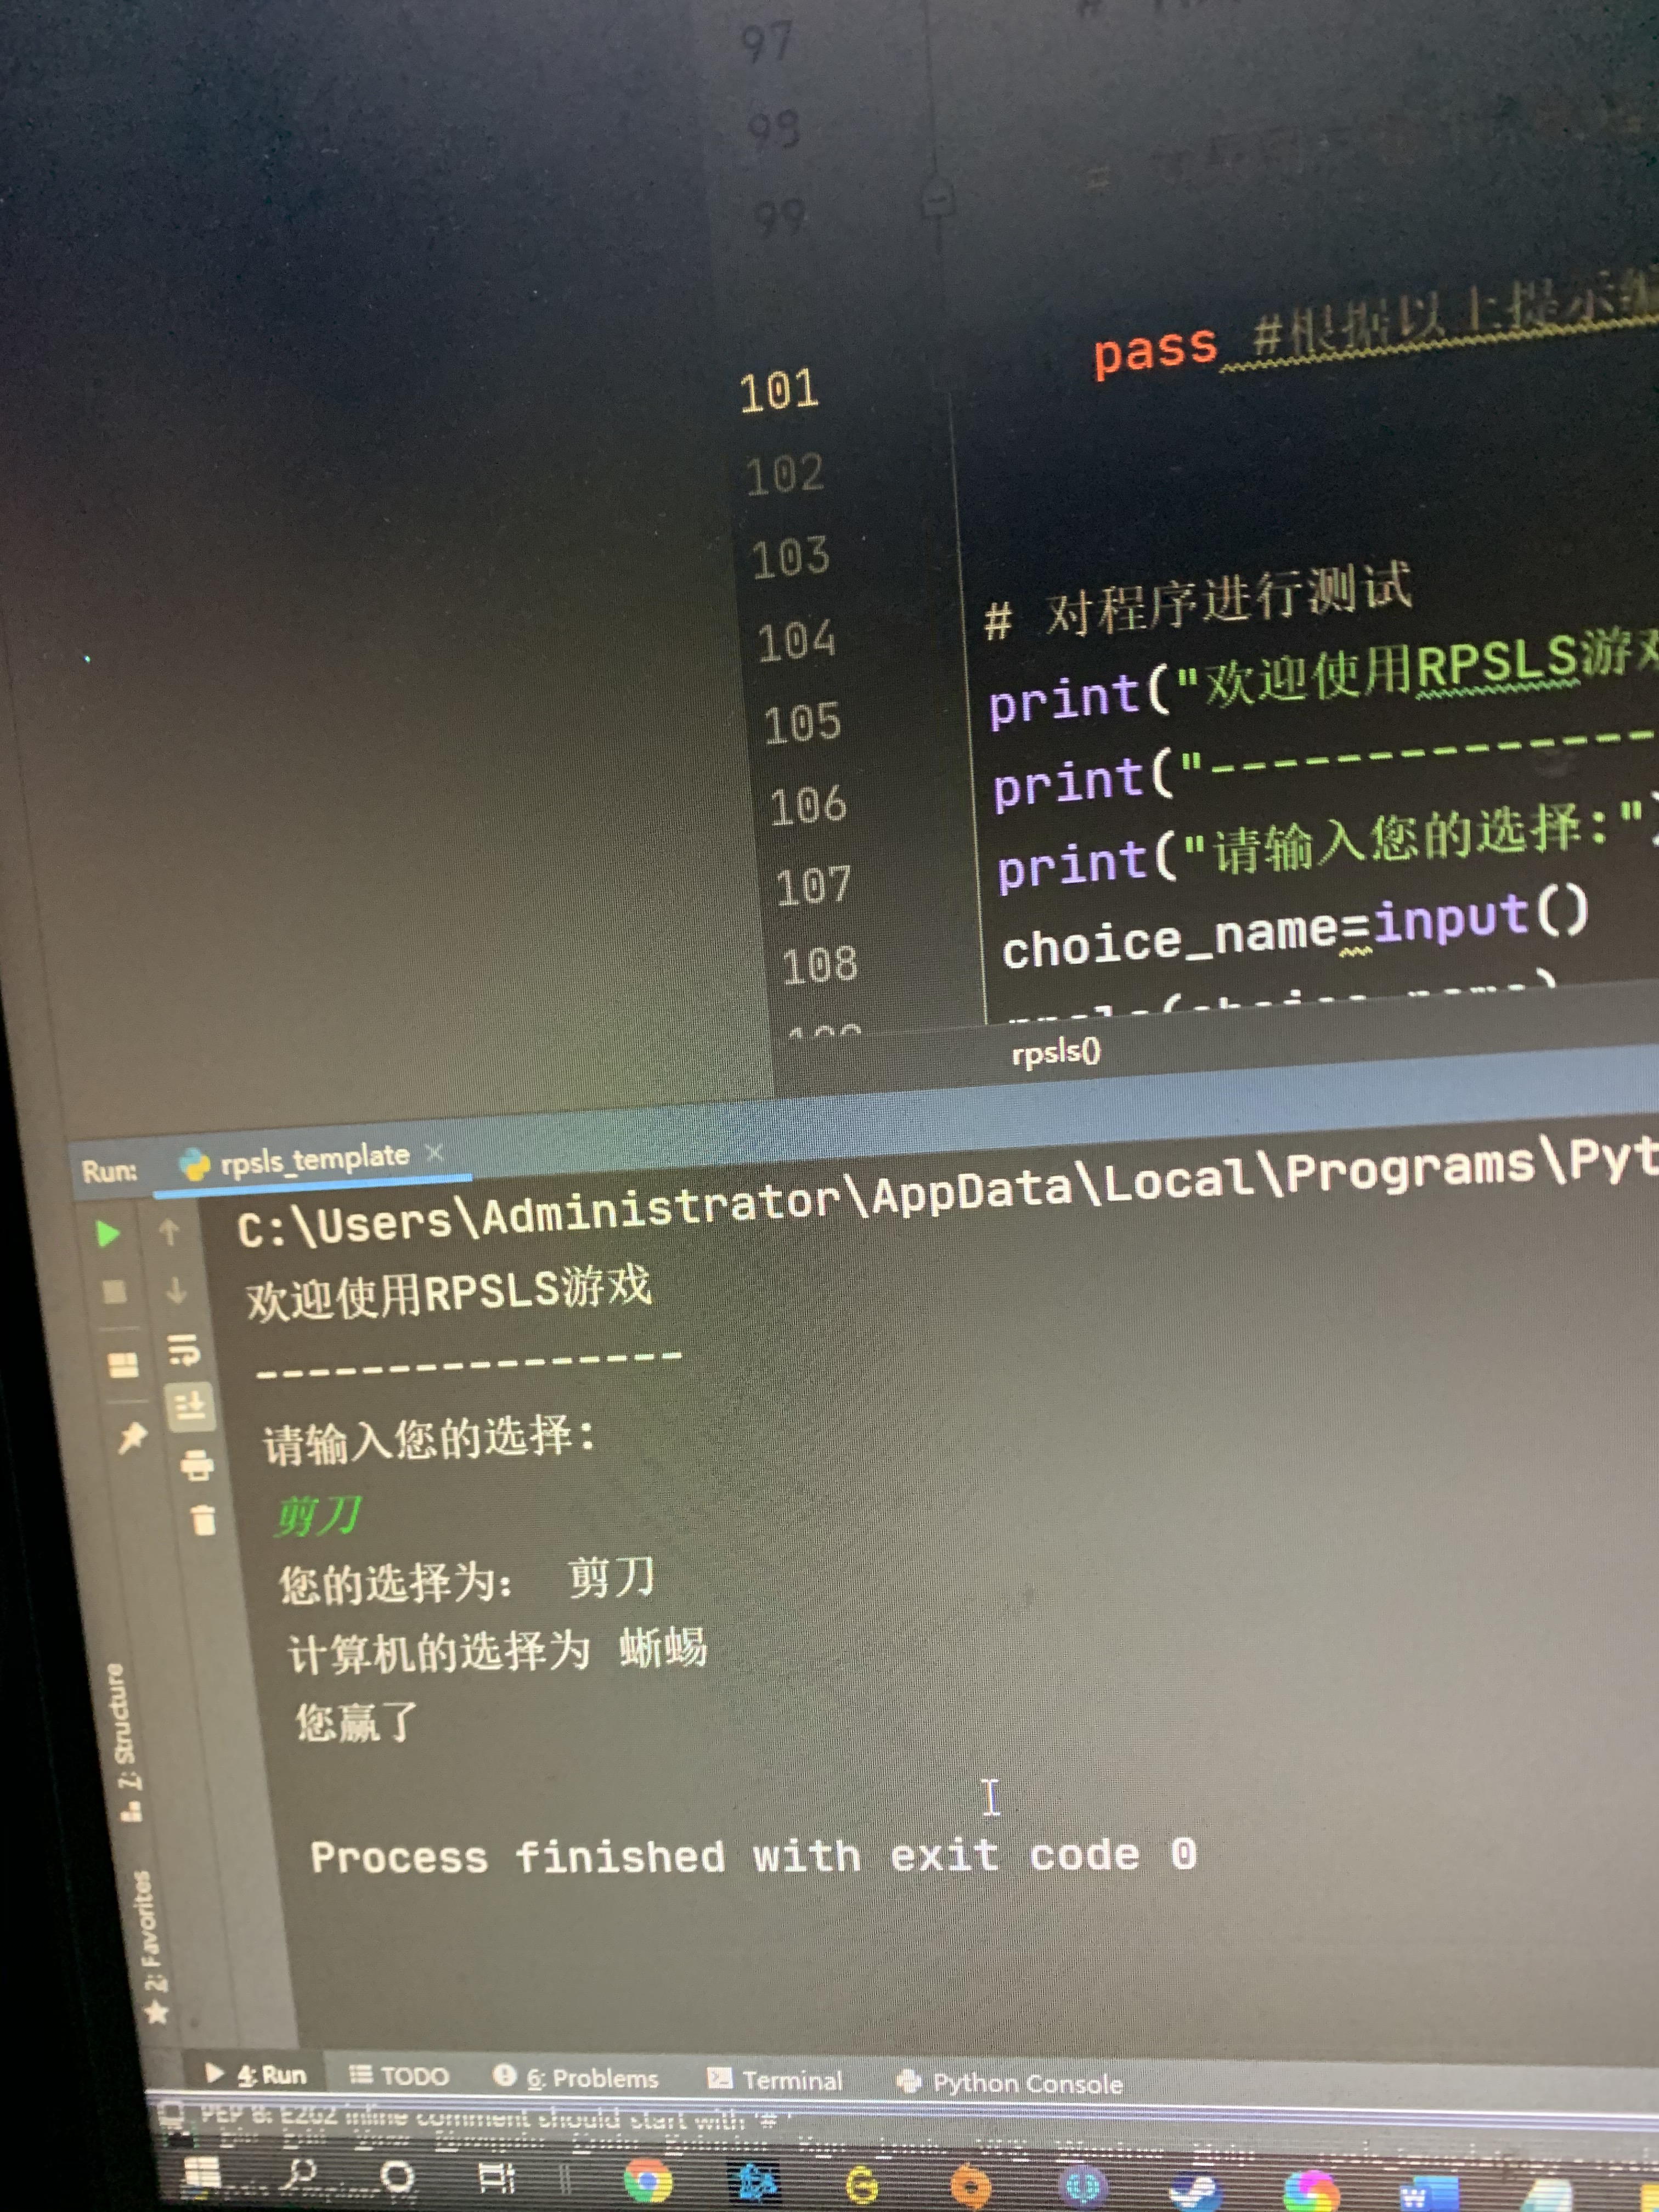 97
98
99
pass #根据以上提示
101
102
103
# 对程序进行测试
104
print("欢迎使用RPSLS游戏
105
print("--------------
106
print("请输入您的选择:"
107
choice_name=input()
108
rpsls()
Run: rpsls_template
C:\Users\Administrator\AppData\Local\Programs\Pyt
欢迎使用RPSLS游戏
----------------
请输入您的选择:
剪刀
您的选择为: 剪刀
计算机的选择为 蜥蜴
您赢了
Process finished with exit code 0
7: Structure
2: Favorites
4: Run TODO 6: Problems Terminal Python Console
PEP 8: E262 inline comment should start with '# '